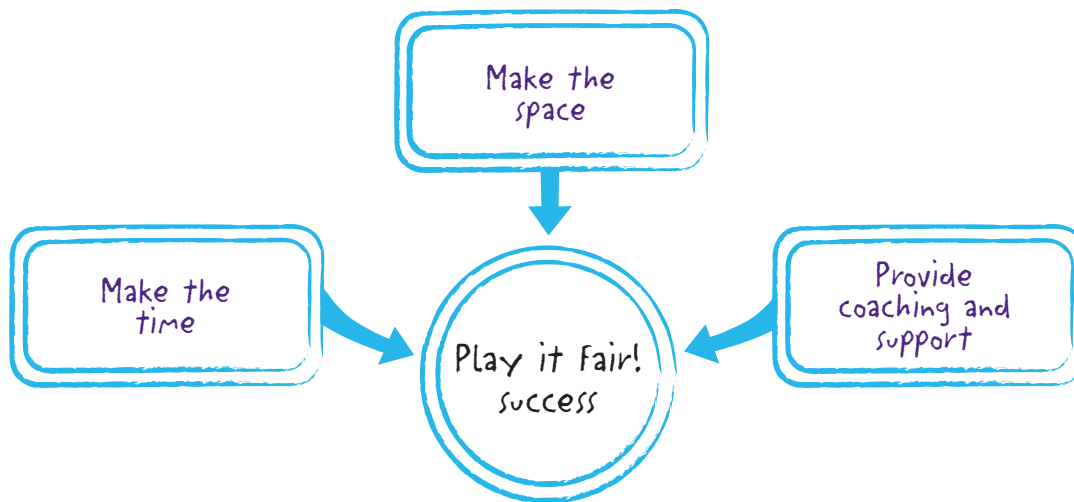 Make the
space
Make the
time
Provide
coaching and
support
Play it Fair!
success